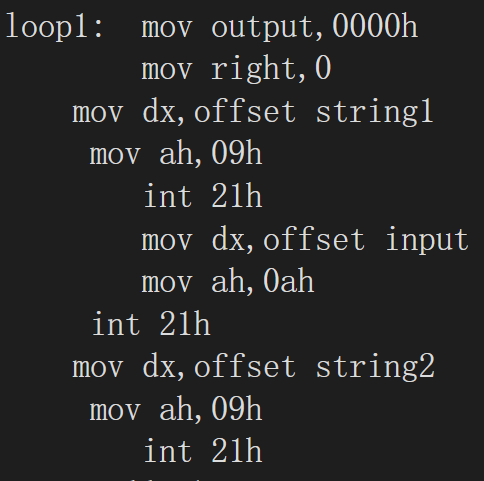 loop1:  mov output,0000h
        mov right,0
    mov dx,offset string1
     mov ah,09h
        int 21h
        mov dx,offset input
        mov ah,0ah
     int 21h
    mov dx,offset string2
     mov ah,09h
        int 21h